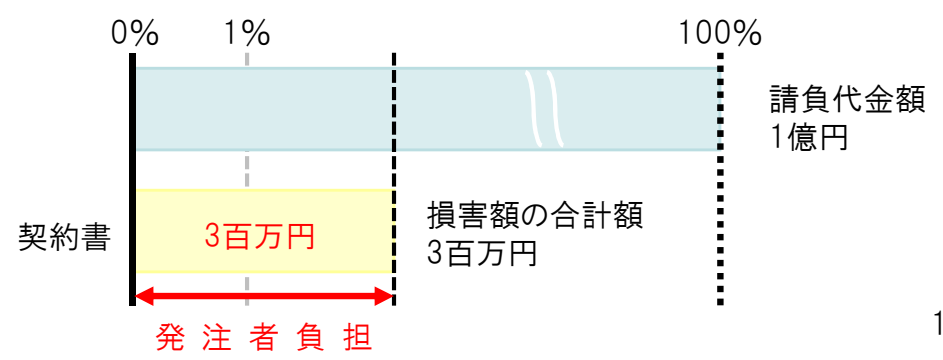 0%
1%
100%
請負代金額
1億円
契約書
3百万円
損害額の合計額
3百万円
発注者負担
1